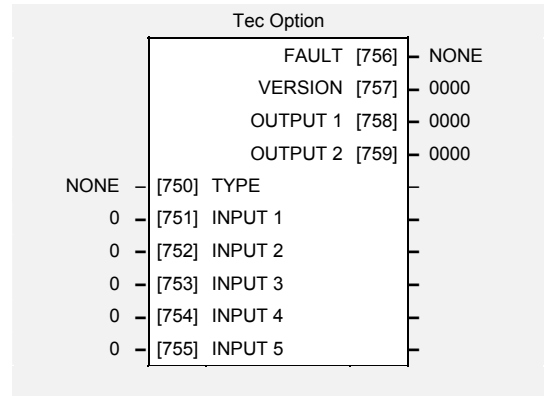 Tec Option
FAULT [756] – NONE
VERSION [757] – 0000
OUTPUT 1 [758] – 0000
OUTPUT 2 [759] – 0000
NONE – [750] TYPE –
0 – [751] INPUT 1 –
0 – [752] INPUT 2 –
0 – [753] INPUT 3 –
0 – [754] INPUT 4 –
0 – [755] INPUT 5 –